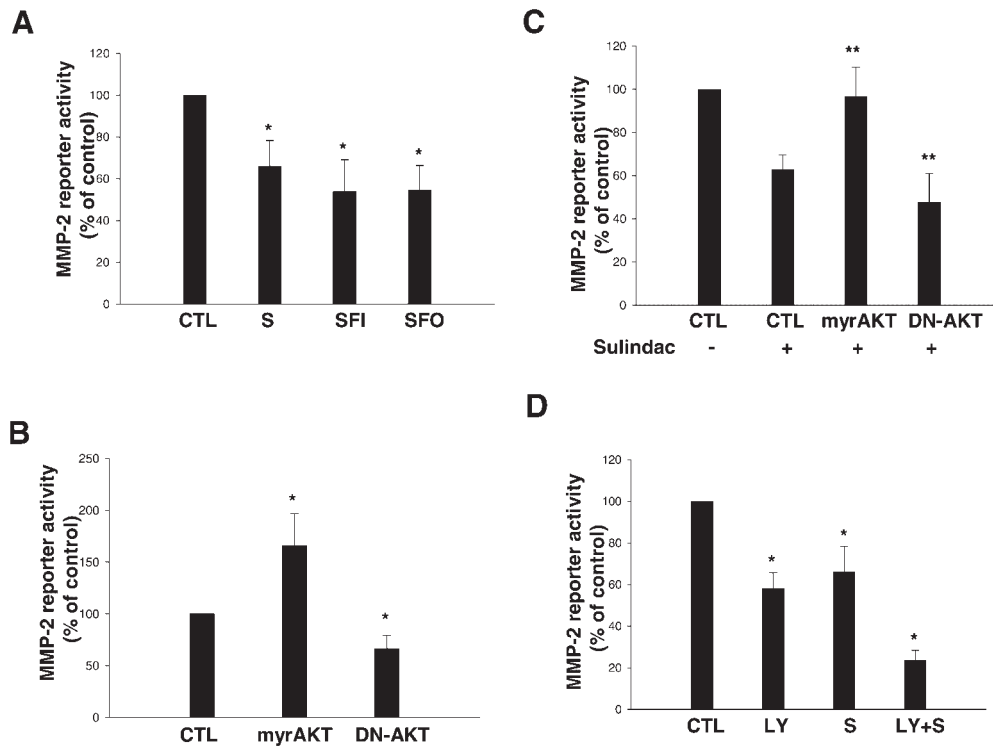 A
MMP-2 reporter activity
(% of control)
120
100
80
60
40
20
0
*
*
*
CTL S SFI SFO
C
MMP-2 reporter activity
(% of control)
120
100
80
60
40
20
0
**
**
CTL CTL myrAKT DN-AKT
Sulindac - + + +
B
MMP-2 reporter activity
(% of control)
250
200
150
100
50
0
*
*
CTL myrAKT DN-AKT
D
MMP-2 reporter activity
(% of control)
120
100
80
60
40
20
0
*
*
*
CTL LY S LY+S